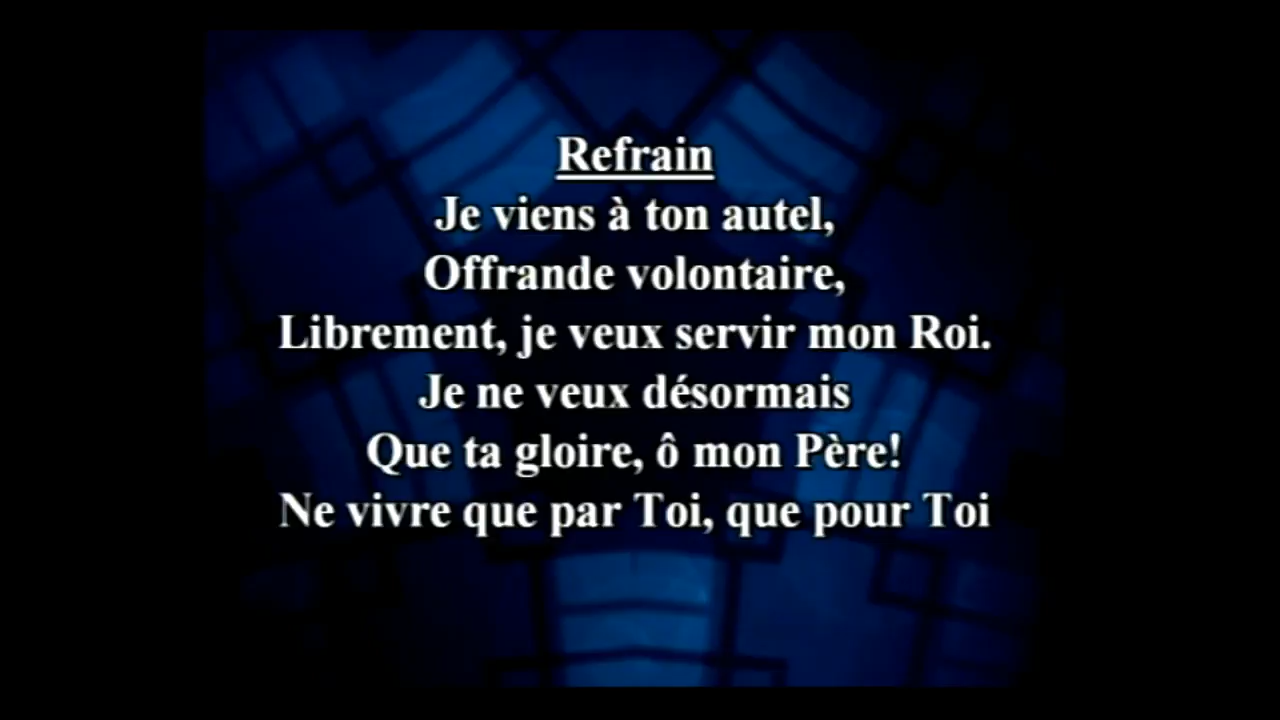 Refrain
Je viens à ton autel,
Offrande volontaire,
Librement, je veux servir mon Roi.
Je ne veux désormais
Que ta gloire, ô mon Père!
Ne vivre que par Toi, que pour Toi